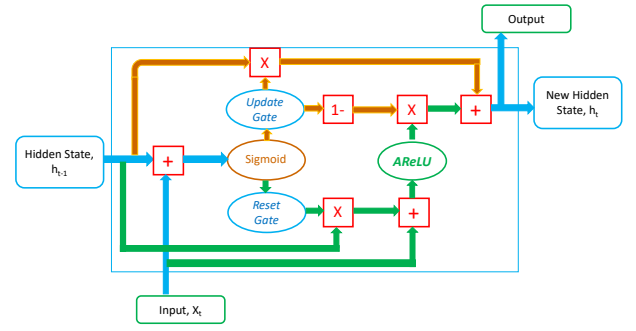 Output
X
Update
Gate
1-
X
+
New Hidden
State, ht
Hidden State,
ht-1
+
Sigmoid
AReLU
Reset
Gate
X
+
Input, Xt